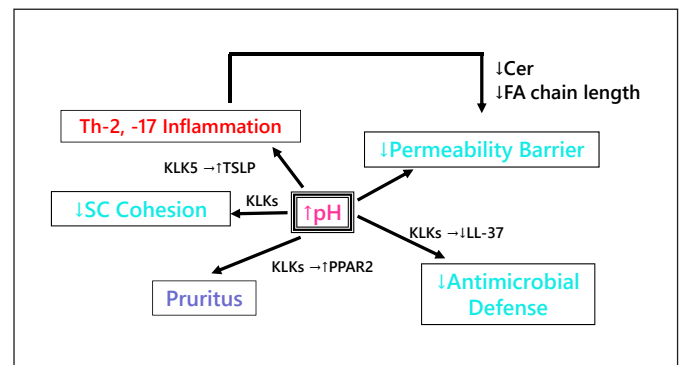 ↓Cer
↓FA chain length
Th-2, -17 Inflammation
↓Permeability Barrier
KLK5 →↑TSLP
↓SC Cohesion
KLKs
↑pH
KLKs →↓LL-37
KLKs →↑PPAR2
Pruritus
↓Antimicrobial
Defense